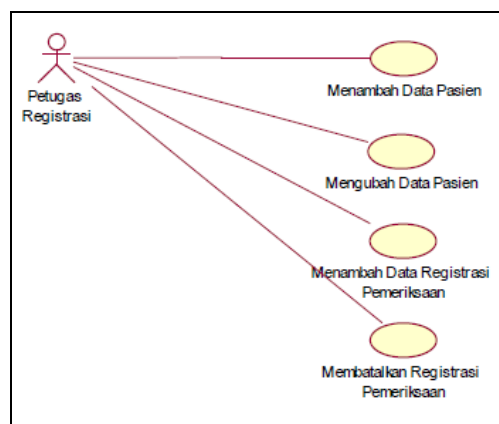 Petugas
Registrasi
Menambah Data Pasien
Mengubah Data Pasien
Menambah Data Registrasi
Pemeriksaan
Membatalkan Registrasi
Pemeriksaan